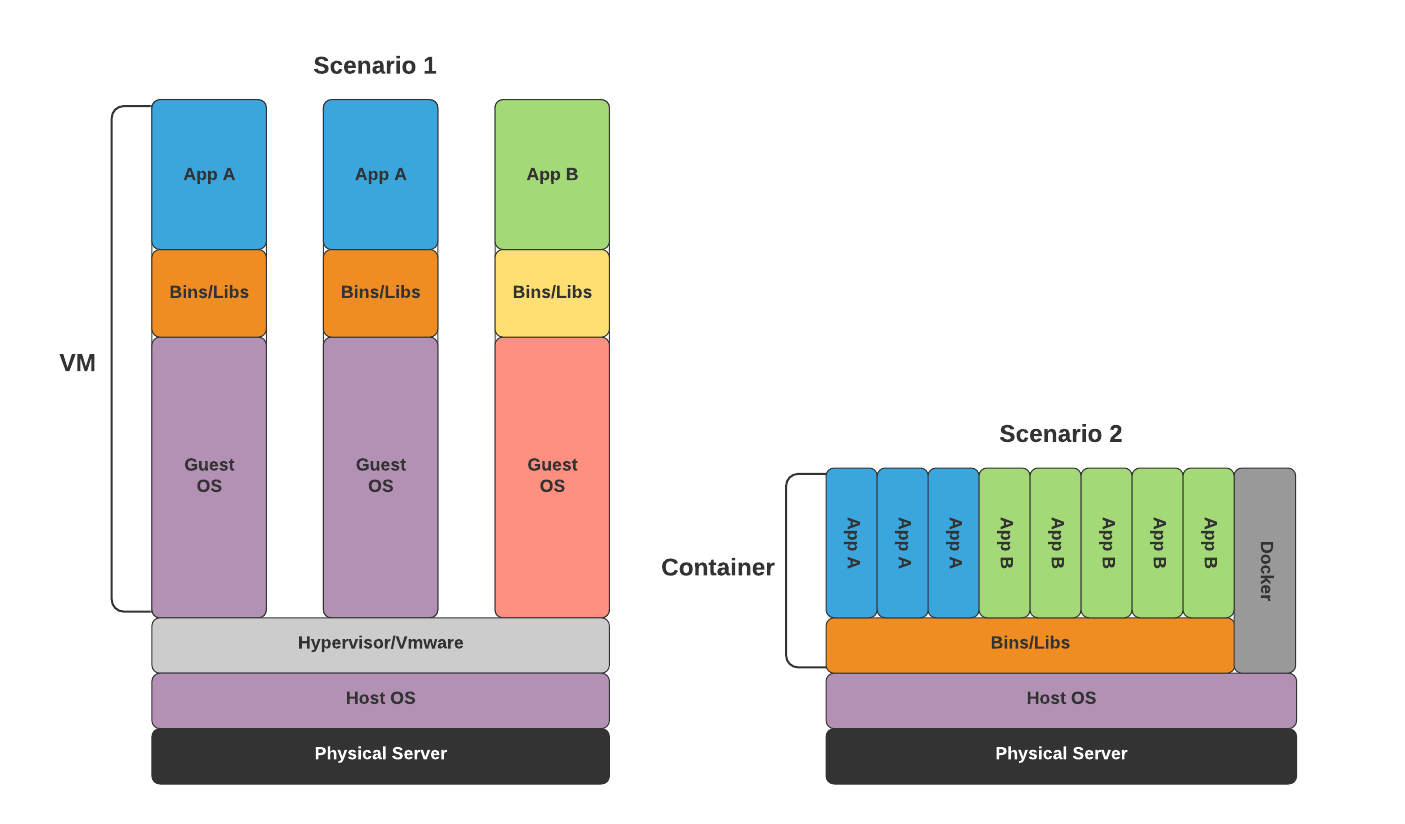 Scenario 1
App A
App A
App B
Bins/Libs
Bins/Libs
Bins/Libs
VM
Guest
OS
Guest
OS
Guest
OS
Hypervisor/Vmware
Host OS
Physical Server
Scenario 2
Container
App A
App A
App A
App B
App B
App B
App B
App B
Docker
Bins/Libs
Host OS
Physical Server